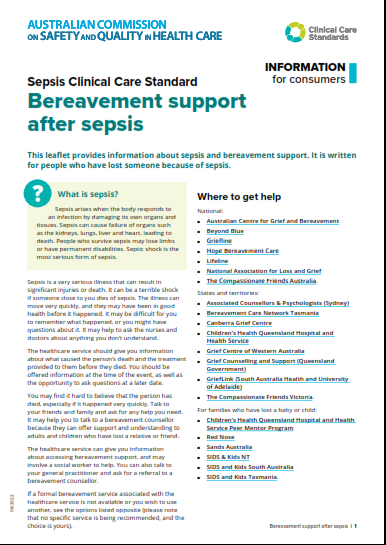 AUSTRALIAN COMMISSION
ON SAFETY AND QUALITY IN HEALTH CARE
Clinical Care
Standards
INFORMATION
for consumers
Sepsis Clinical Care Standard
Bereavement support
after sepsis
This leaflet provides information about sepsis and bereavement support. It is written
for people who have lost someone because of sepsis.
?
What is sepsis?
Sepsis arises when the body responds to
an infection by damaging its own organs and
tissues. Sepsis can cause failure of organs such
as the kidneys, lungs, liver and heart, leading to
death. People who survive sepsis may lose limbs
or have permanent disabilities. Septic shock is the
most serious form of sepsis.
Sepsis is a very serious illness that can result in
significant injuries or death. It can be a terrible shock
if someone close to you dies of sepsis. The illness can
move very quickly, and they may have been in good
health before it happened. It may be difficult for you
to remember what happened, or you might have
questions about it. It may help to ask the nurses and
doctors about anything you don't understand.
The healthcare service should give you information
about what caused the person's death and the treatment
provided to them before they died. You should be
offered information at the time of the event, as well as
the opportunity to ask questions at a later date.
You may find it hard to believe that the person has
died, especially if it happened very quickly. Talk to
your friends and family and ask for any help you need.
It may help you to talk to a bereavement counsellor
because they can offer support and understanding to
adults and children who have lost a relative or friend.
The healthcare service can give you information
about accessing bereavement support, and may
involve a social worker to help. You can also talk to
your general practitioner and ask for a referral to a
bereavement counsellor.
If a formal bereavement service associated with the
healthcare service is not available or you wish to use
another, see the options listed opposite (please note
that no specific service is being recommended, and the
choice is yours).
Where to get help
National:
• Australian Centre for Grief and Bereavement
• Beyond Blue
• Griefline
• Hope Bereavement Care
• Lifeline
• National Association for Loss and Grief
• The Compassionate Friends Australia.
States and territories:
• Associated Counsellors & Psychologists (Sydney)
• Bereavement Care Network Tasmania
• Canberra Grief Centre
• Children's Health Queensland Hospital and
Health Service
• Grief Centre of Western Australia
• Grief Counselling and Support (Queensland
Government)
• GriefLink (South Australia Health and University
of Adelaide)
• The Compassionate Friends Victoria.
For families who have lost a baby or child:
• Children's Health Queensland Hospital and Health
Service Peer Mentor Program
• Red Nose
• Sands Australia
• SIDS & Kids NT
• SIDS and Kids South Australia
• SIDS and Kids Tasmania.
Bereavement support after sepsis | 1